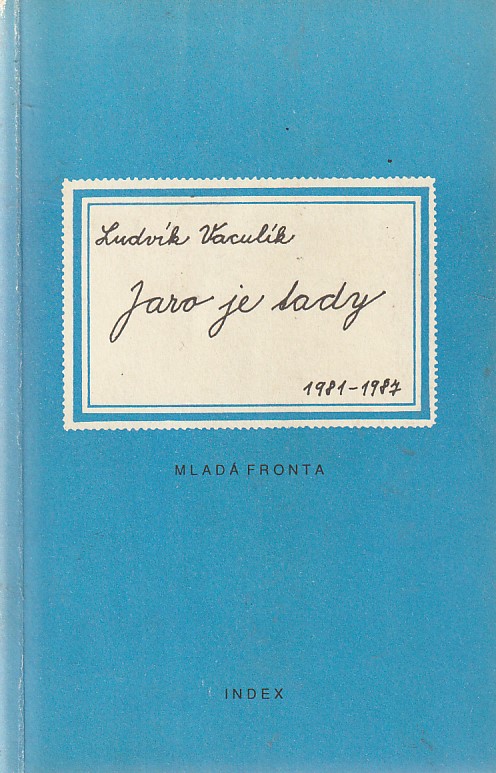 Ludvík Vaculík
Jaro je tady
1981-1987
MLADÁ FRONTA
INDEX